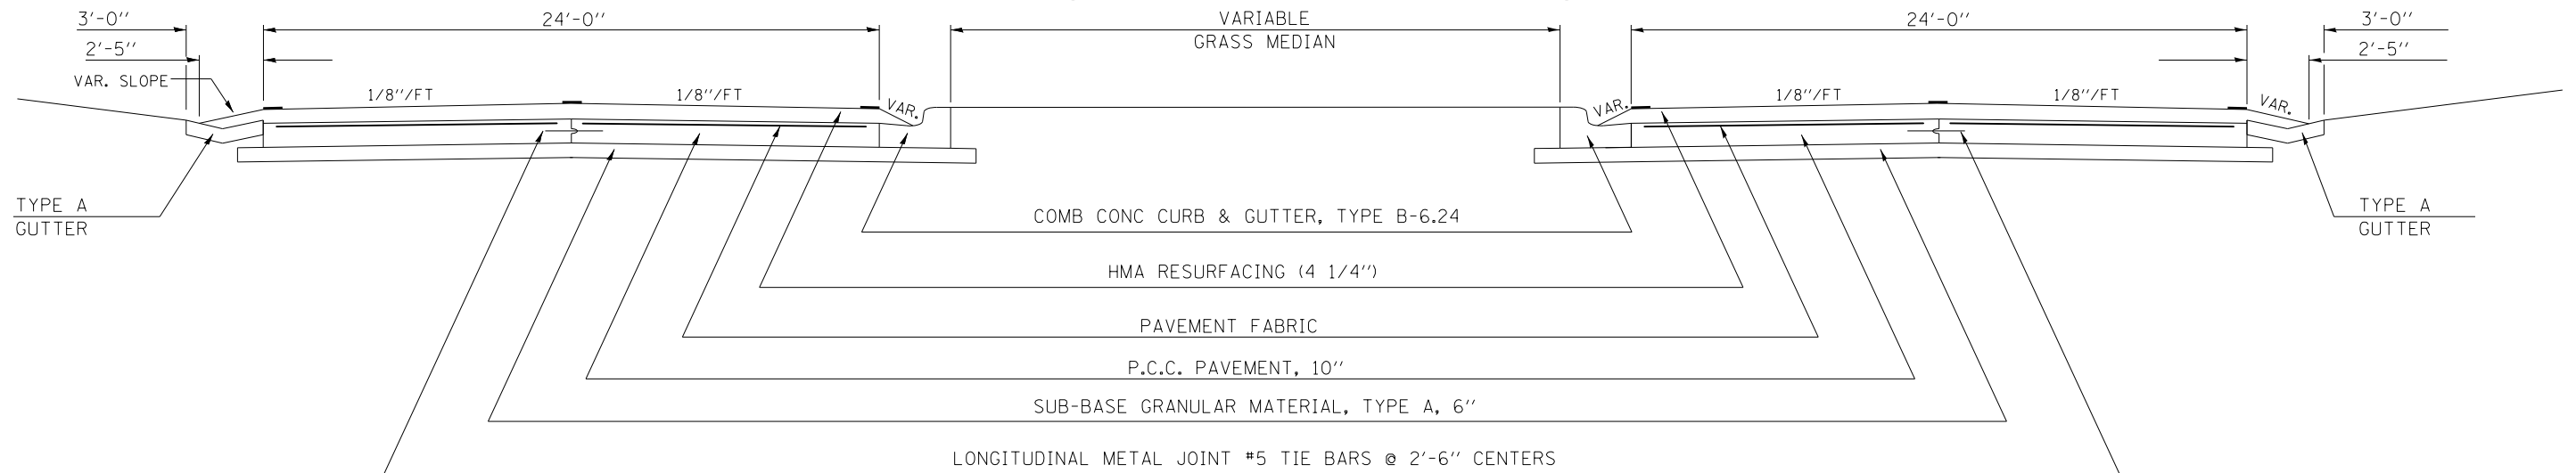 3'-0" 24'-0" VARIABLE 24'-0" 3'-0"
GRASS MEDIAN
2'-5" 2'-5"
VAR. SLOPE
1/8"/FT 1/8"/FT VAR. VAR. 1/8"/FT 1/8"/FT VAR.
TYPE A
GUTTER
TYPE A
GUTTER
COMB CONC CURB & GUTTER, TYPE B-6.24
HMA RESURFACING (4 1/4")
PAVEMENT FABRIC
P.C.C. PAVEMENT, 10"
SUB-BASE GRANULAR MATERIAL, TYPE A, 6"
LONGITUDINAL METAL JOINT #5 TIE BARS @ 2'-6" CENTERS